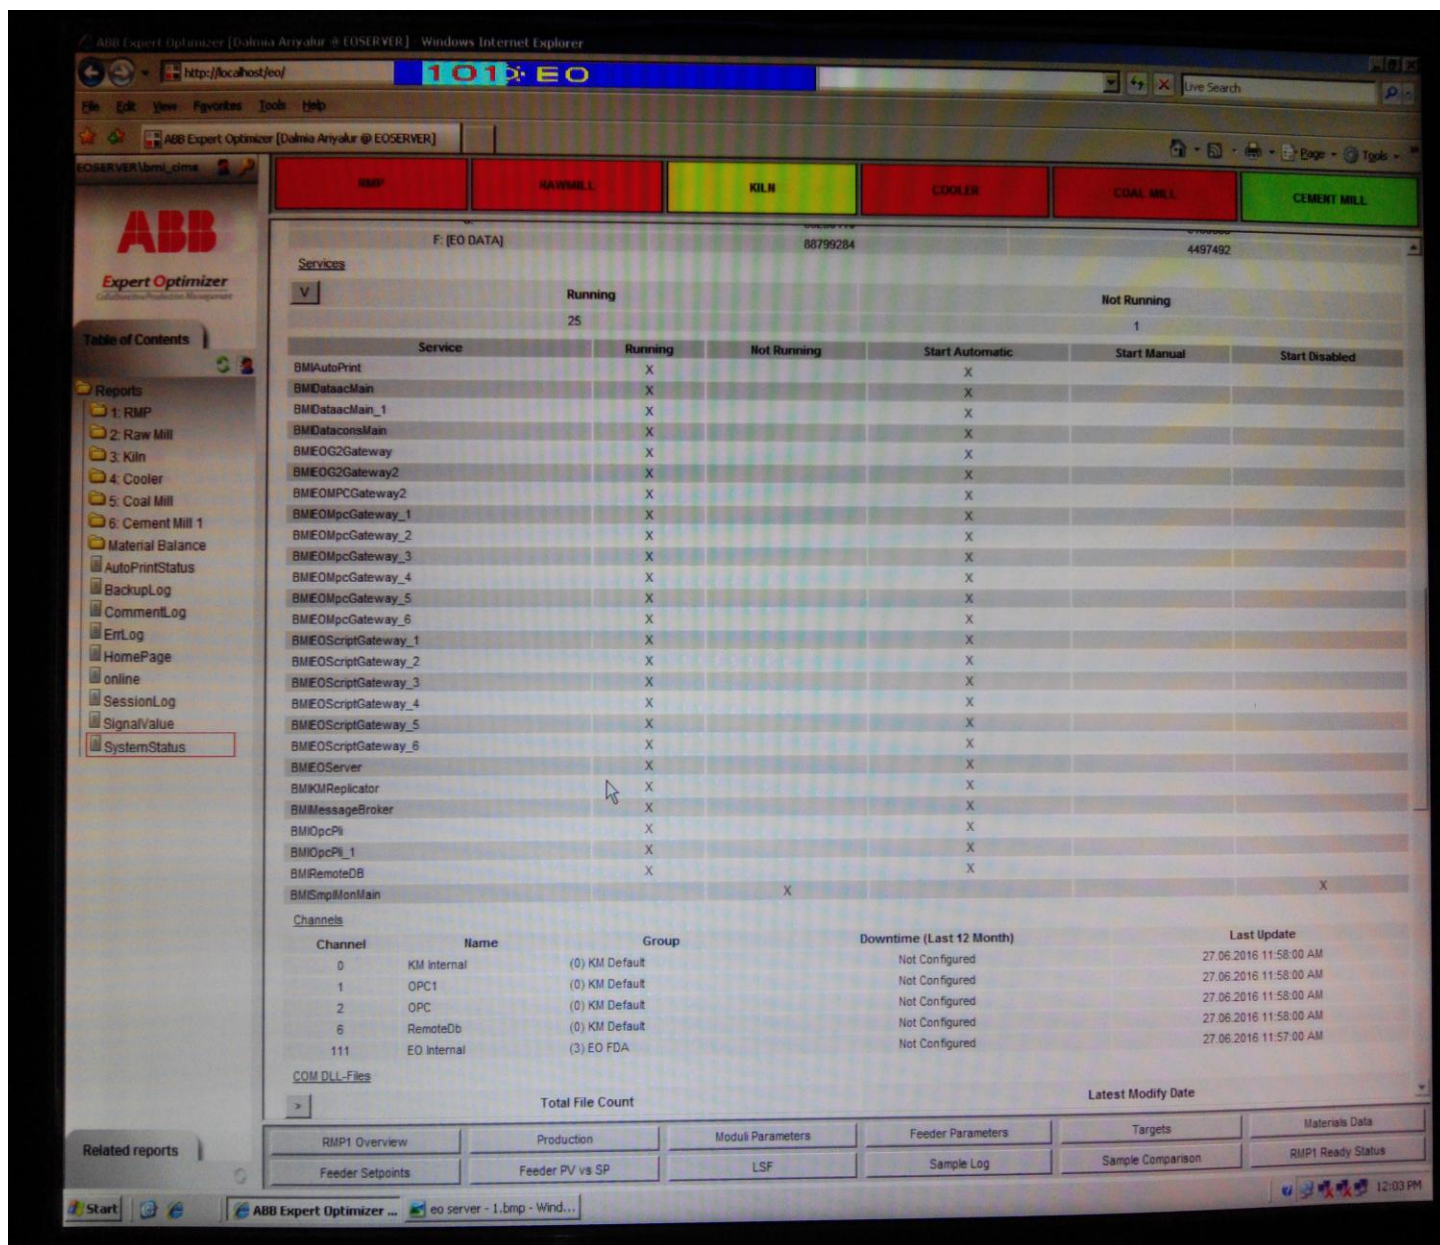 ABB Expert Optimizer [Dalmia Ariyalur @ EOSERVER] - Windows Internet Explorer
http://localhost/eo/
101: EO
Live Search
File Edit View Favorites Tools Help
ABB Expert Optimizer [Dalmia Ariyalur @ EOSERVER]
Page Tools
EOSERVER\bmi_cims
RMP RAWMILL KILN COOLER COAL MILL CEMENT MILL
ABB
Expert Optimizer
Collaborative Production Management
Table of Contents
Reports
1: RMP
2: Raw Mill
3: Kiln
4: Cooler
5: Coal Mill
6: Cement Mill 1
Material Balance
AutoPrintStatus
BackupLog
CommentLog
ErrLog
HomePage
online
SessionLog
SignalValue
SystemStatus
Related reports
F: [EO DATA] 88799284 4497492
Services
V Running Not Running
25 1
Service Running Not Running Start Automatic Start Manual Start Disabled
BMIAutoPrint X X
BMIDataacMain X X
BMIDataacMain_1 X X
BMIDataconsMain X X
BMIEOG2Gateway X X
BMIEOG2Gateway2 X X
BMIEOMPCGateway2 X X
BMIEOMpcGateway_1 X X
BMIEOMpcGateway_2 X X
BMIEOMpcGateway_3 X X
BMIEOMpcGateway_4 X X
BMIEOMpcGateway_5 X X
BMIEOMpcGateway_6 X X
BMIEOScriptGateway_1 X X
BMIEOScriptGateway_2 X X
BMIEOScriptGateway_3 X X
BMIEOScriptGateway_4 X X
BMIEOScriptGateway_5 X X
BMIEOScriptGateway_6 X X
BMIEOServer X X
BMIKMReplicator X X
BMIMessageBroker X X
BMIOpcPli X X
BMIOpcPli_1 X X
BMIRemoteDB X X
BMISmplMonMain X X
Channels
Channel Name Group Downtime (Last 12 Month) Last Update
0 KM Internal (0) KM Default Not Configured 27.06.2016 11:58:00 AM
1 OPC1 (0) KM Default Not Configured 27.06.2016 11:58:00 AM
2 OPC (0) KM Default Not Configured 27.06.2016 11:58:00 AM
6 RemoteDb (0) KM Default Not Configured 27.06.2016 11:58:00 AM
111 EO Internal (3) EO FDA Not Configured 27.06.2016 11:57:00 AM
COM DLL-Files
> Total File Count Latest Modify Date
RMP1 Overview Production Moduli Parameters Feeder Parameters Targets Materials Data
Feeder Setpoints Feeder PV vs SP LSF Sample Log Sample Comparison RMP1 Ready Status
Start ABB Expert Optimizer ... eo server - 1.bmp - Wind... 12:03 PM